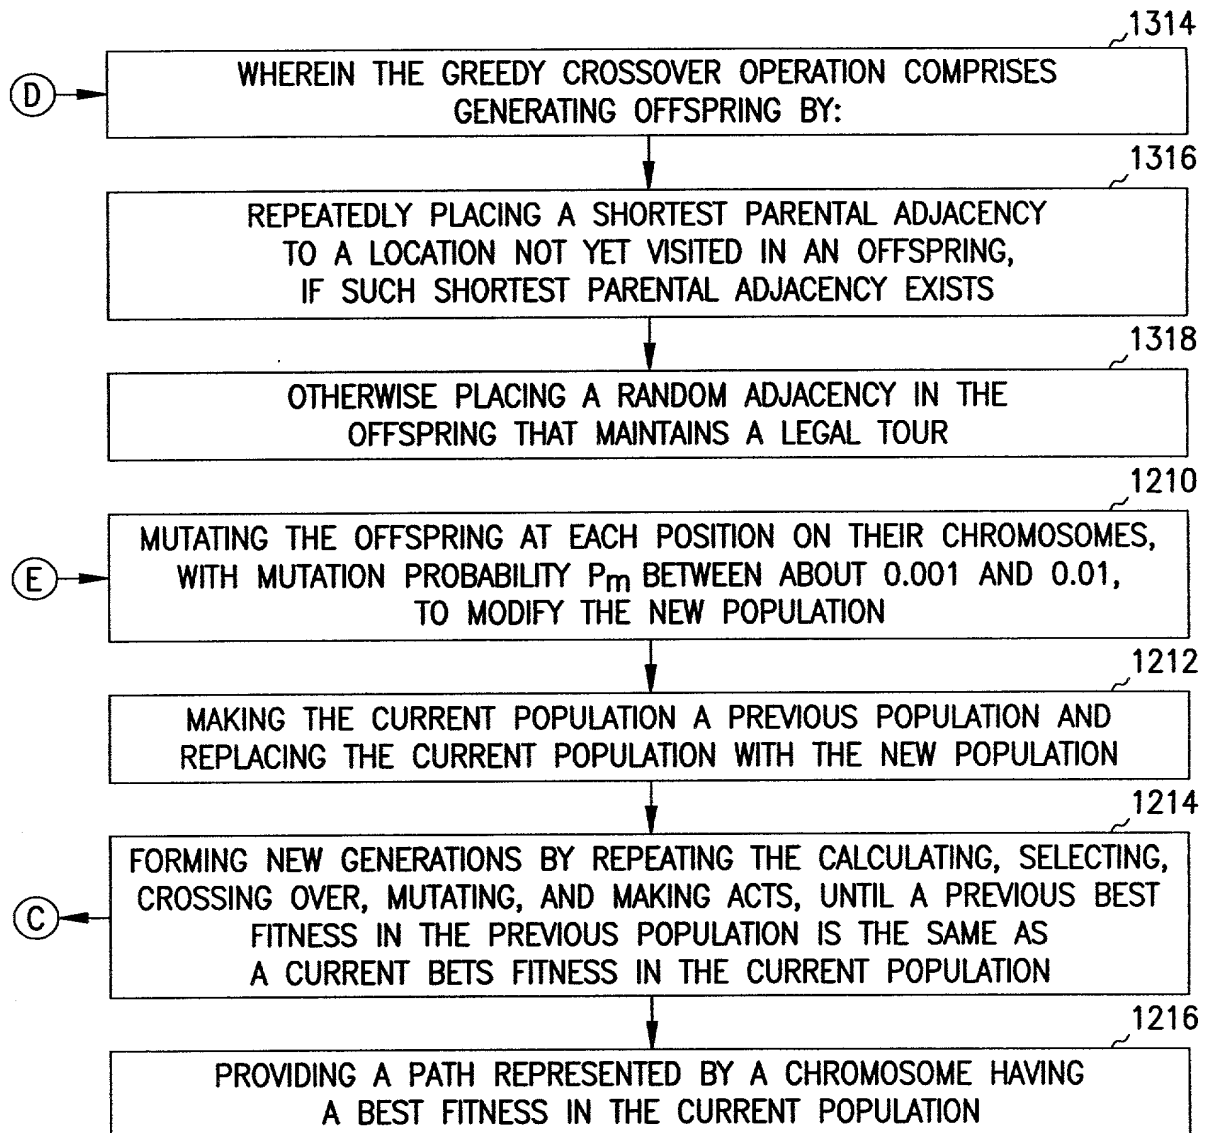 1314
D
WHEREIN THE GREEDY CROSSOVER OPERATION COMPRISES
GENERATING OFFSPRING BY:
1316
REPEATEDLY PLACING A SHORTEST PARENTAL ADJACENCY
TO A LOCATION NOT YET VISITED IN AN OFFSPRING,
IF SUCH SHORTEST PARENTAL ADJACENCY EXISTS
1318
OTHERWISE PLACING A RANDOM ADJACENCY IN THE
OFFSPRING THAT MAINTAINS A LEGAL TOUR
1210
E
MUTATING THE OFFSPRING AT EACH POSITION ON THEIR CHROMOSOMES,
WITH MUTATION PROBABILITY Pm BETWEEN ABOUT 0.001 AND 0.01,
TO MODIFY THE NEW POPULATION
1212
MAKING THE CURRENT POPULATION A PREVIOUS POPULATION AND
REPLACING THE CURRENT POPULATION WITH THE NEW POPULATION
1214
C
FORMING NEW GENERATIONS BY REPEATING THE CALCULATING, SELECTING,
CROSSING OVER, MUTATING, AND MAKING ACTS, UNTIL A PREVIOUS BEST
FITNESS IN THE PREVIOUS POPULATION IS THE SAME AS
A CURRENT BETS FITNESS IN THE CURRENT POPULATION
1216
PROVIDING A PATH REPRESENTED BY A CHROMOSOME HAVING
A BEST FITNESS IN THE CURRENT POPULATION